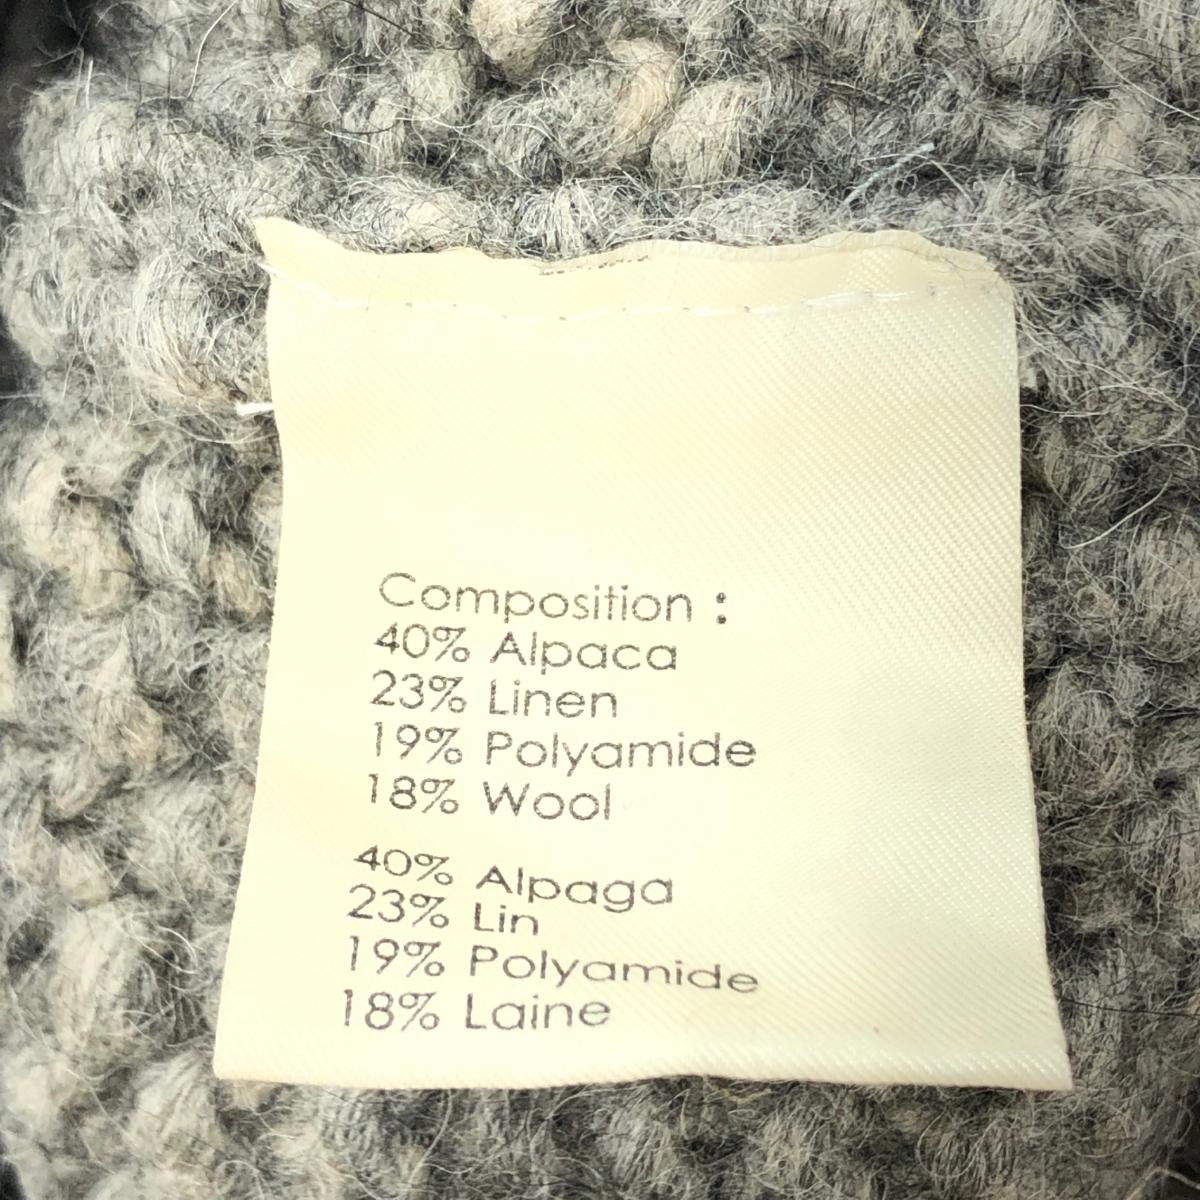 Composition :
40% Alpaca
23% Linen
19% Polyamide
18% Wool
40% Alpaga
23% Lin
19% Polyamide
18% Laine